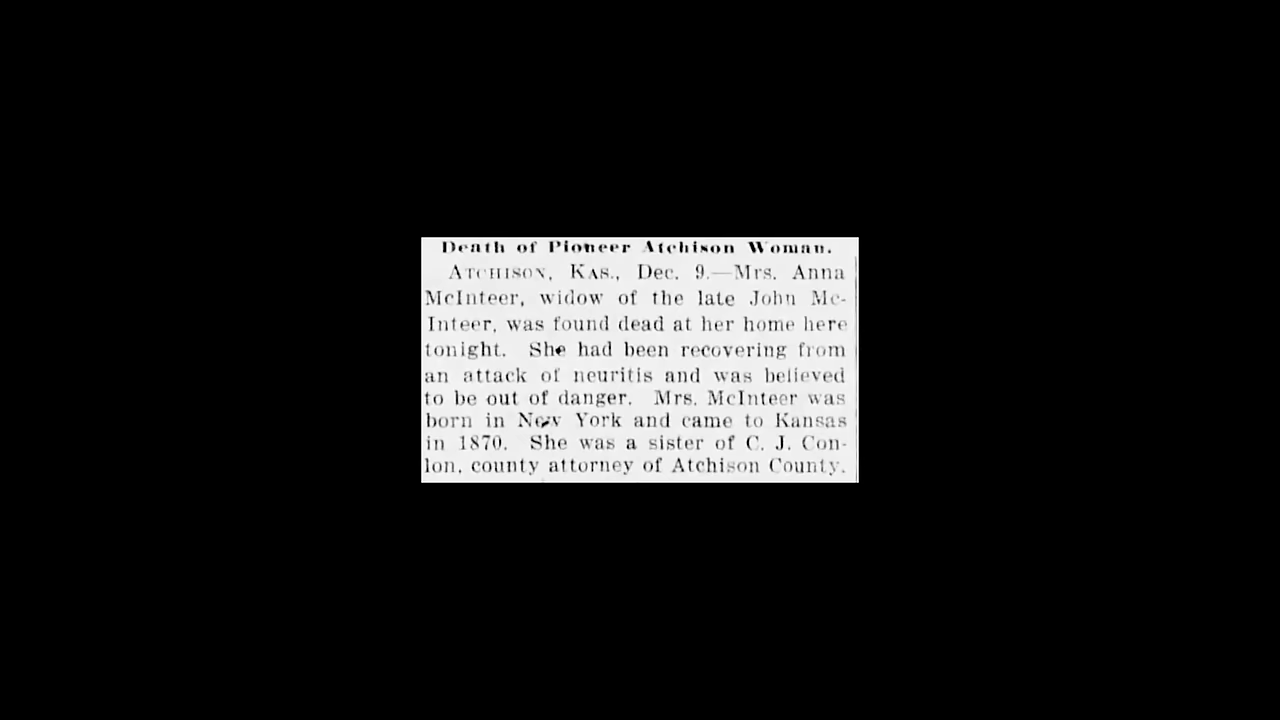 Death of Pioneer Atchison Woman.
ATCHISON, KAS., Dec. 9.—Mrs. Anna
McInteer, widow of the late John Mc-
Inteer, was found dead at her home here
tonight. She had been recovering from
an attack of neuritis and was believed
to be out of danger. Mrs. McInteer was
born in New York and came to Kansas
in 1870. She was a sister of C. J. Con-
lon, county attorney of Atchison County.